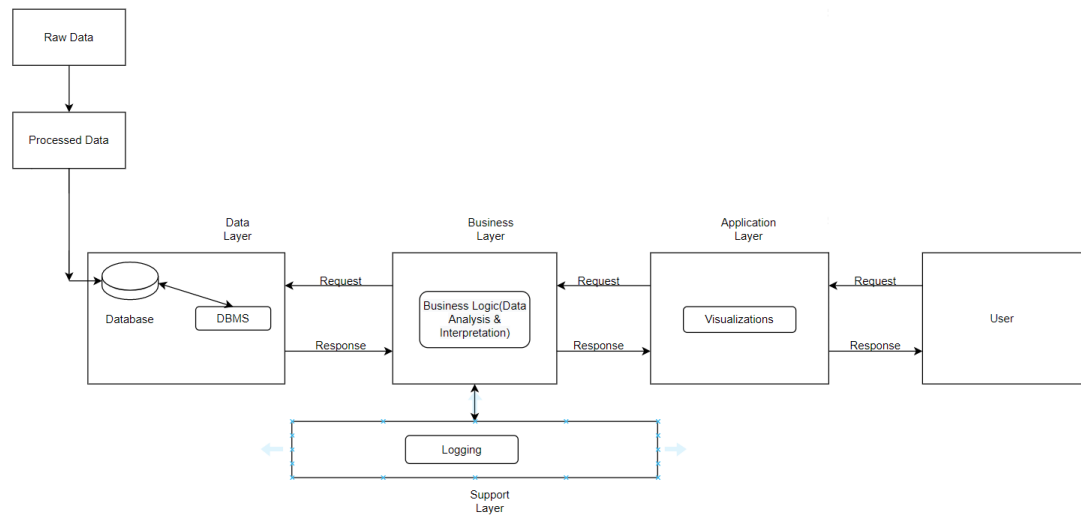 Raw Data
Processed Data
Data
Layer
Business
Layer
Application
Layer
Request
Request
Request
Business Logic(Data
Analysis &
Interpretation)
Database
DBMS
Visualizations
User
Response
Response
Response
Logging
Support
Layer